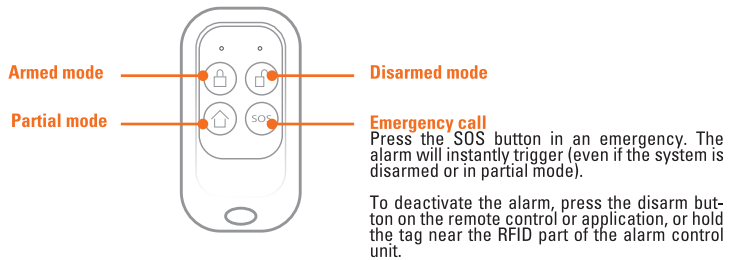 Armed mode
Disarmed mode
Partial mode
SOS
Emergency call
Press the SOS button in an emergency. The
alarm will instantly trigger (even if the system is
disarmed or in partial mode).
To deactivate the alarm, press the disarm but-
ton on the remote control or application, or hold
the tag near the RFID part of the alarm control
unit.